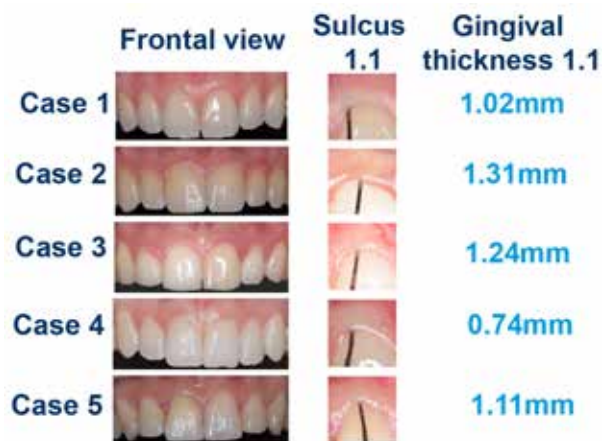 Frontal view
Sulcus
1.1
Gingival
thickness 1.1
Case 1
1.02mm
Case 2
1.31mm
Case 3
1.24mm
Case 4
0.74mm
Case 5
1.11mm